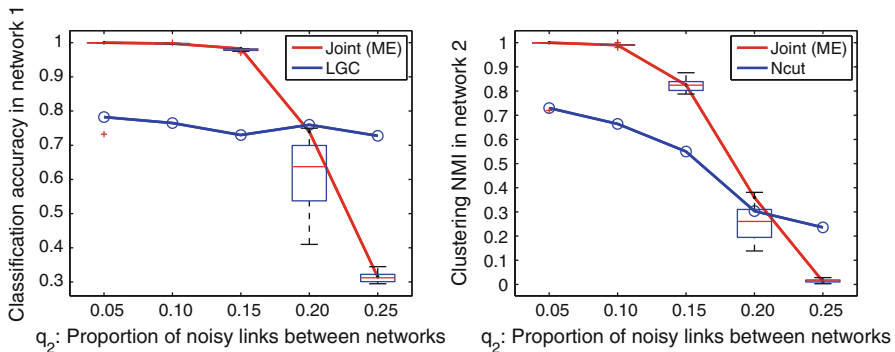 Classification accuracy in network 1
1
0.9
0.8
0.7
0.6
0.5
0.4
0.3
Joint (ME)
LGC
0.05 0.10 0.15 0.20 0.25
q2: Proportion of noisy links between networks
Clustering NMI in network 2
1
0.9
0.8
0.7
0.6
0.5
0.4
0.3
0.2
0.1
0
Joint (ME)
Ncut
0.05 0.10 0.15 0.20 0.25
q2: Proportion of noisy links between networks